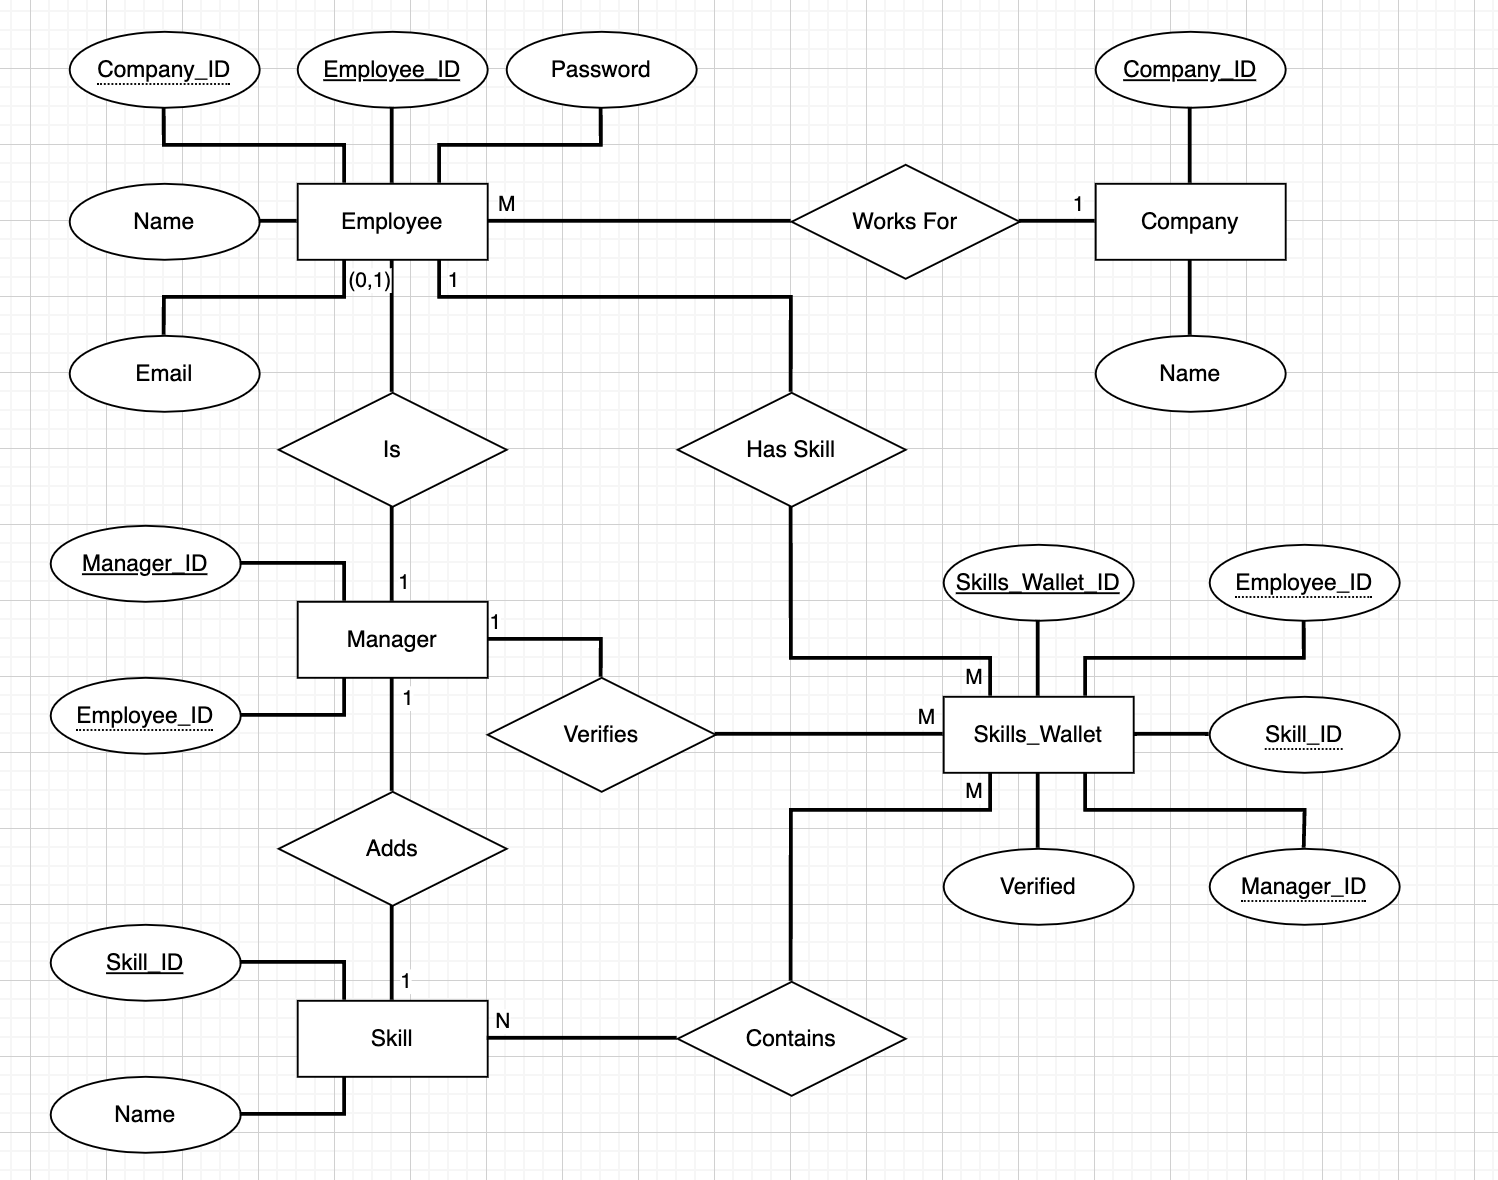 Company_ID
Employee_ID
Password
Company_ID
Name
Employee
M
Works For
1
Company
(0,1)
1
Email
Name
Is
Has Skill
Manager_ID
1
Skills_Wallet_ID
Employee_ID
Manager
1
Employee_ID
1
Verifies
M
M
Skills_Wallet
Skill_ID
M
Adds
Verified
Manager_ID
Skill_ID
1
Skill
N
Contains
Name